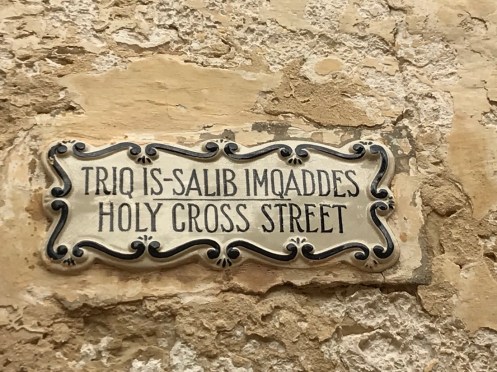 TRIQ IS-SALIB IMQADDES
HOLY CROSS STREET